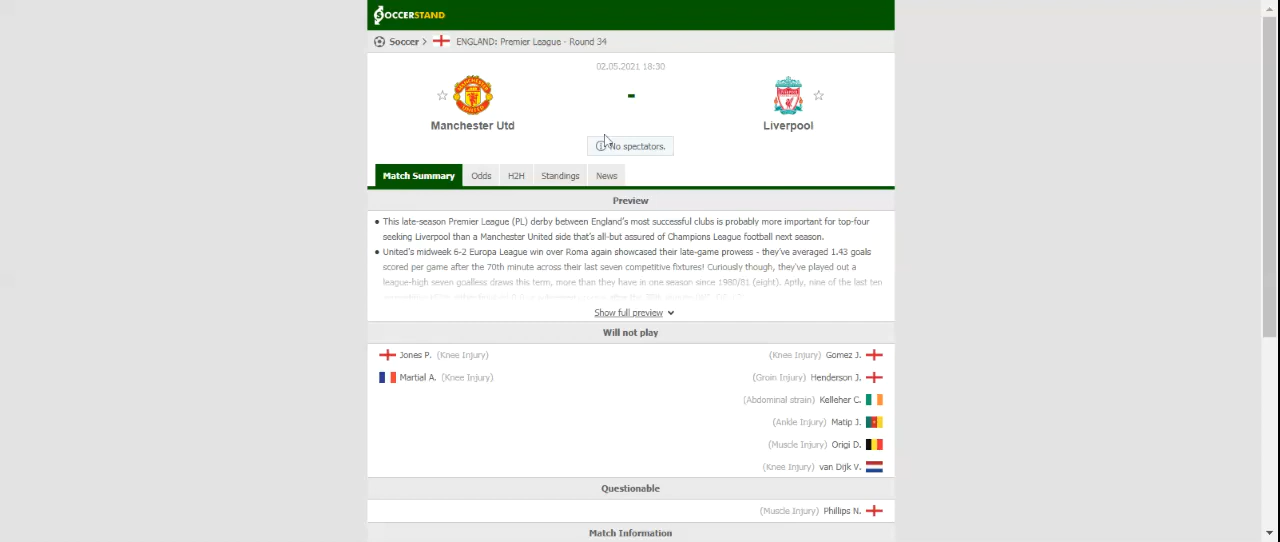 SOCCERSTAND
Soccer > ENGLAND: Premier League - Round 34
02.05.2021 18:30
-
Manchester Utd Liverpool
No spectators.
Match Summary Odds H2H Standings News
Preview
• This late-season Premier League (PL) derby between England's most successful clubs is probably more important for top-four
seeking Liverpool than a Manchester United side that's all-but assured of Champions League football next season.
• United's midweek 6-2 Europa League win over Roma again showcased their late-game prowess - they've averaged 1.43 goals
scored per game after the 70th minute across their last seven competitive fixtures! Curiously though, they've played out a
league-high seven goalless draws this term, more than they have in one season since 1980/81 (eight). Aptly, nine of the last ten
Show full preview
Will not play
Jones P. (Knee Injury) (Knee Injury) Gomez J.
Martial A. (Knee Injury) (Groin Injury) Henderson J.
(Abdominal strain) Kelleher C.
(Ankle Injury) Matip J.
(Muscle Injury) Origi D.
(Knee Injury) van Dijk V.
Questionable
(Muscle Injury) Phillips N.
Match Information